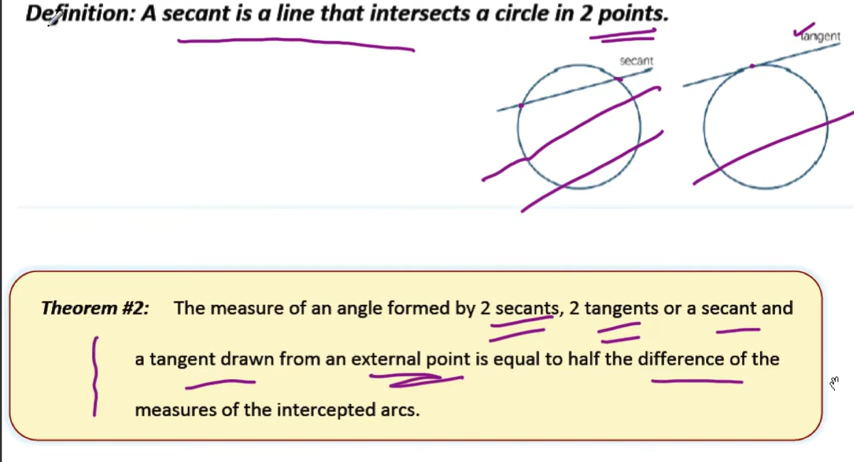 Definition: A secant is a line that intersects a circle in 2 points.
tangent
secant
Theorem #2: The measure of an angle formed by 2 secants, 2 tangents or a secant and
a tangent drawn from an external point is equal to half the difference of the
measures of the intercepted arcs.